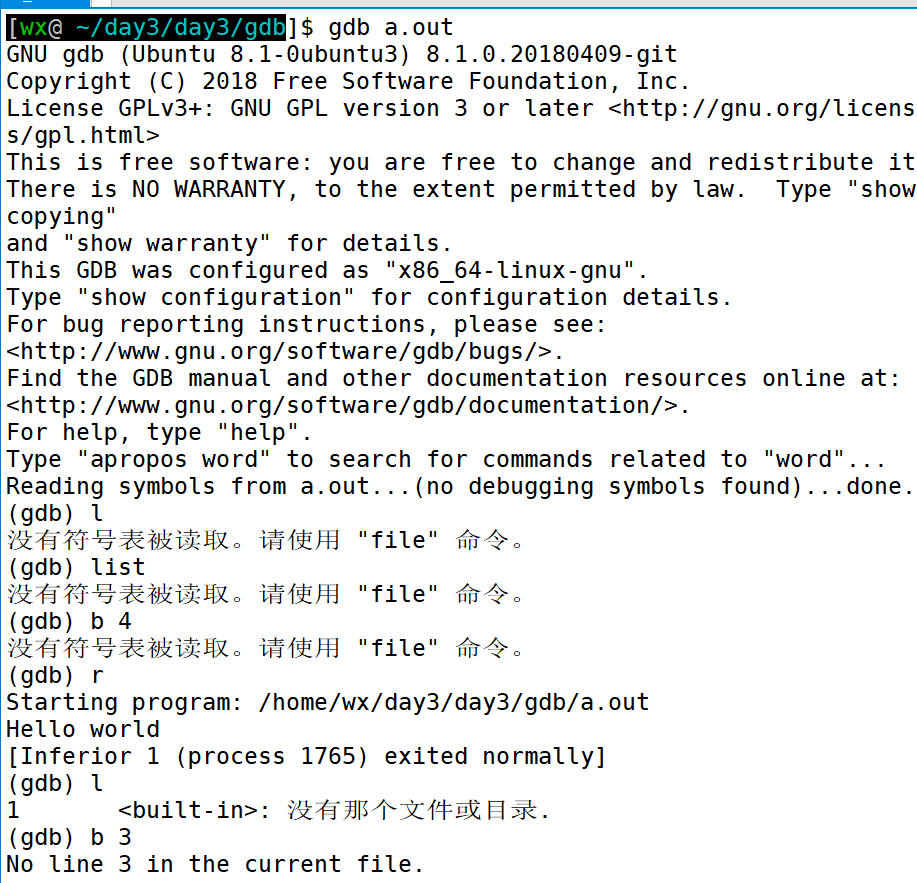 [wx@ ~/day3/day3/gdb]$ gdb a.out
GNU gdb (Ubuntu 8.1-0ubuntu3) 8.1.0.20180409-git
Copyright (C) 2018 Free Software Foundation, Inc.
License GPLv3+: GNU GPL version 3 or later <http://gnu.org/licens
s/gpl.html>
This is free software: you are free to change and redistribute it
There is NO WARRANTY, to the extent permitted by law.  Type "show
copying"
and "show warranty" for details.
This GDB was configured as "x86_64-linux-gnu".
Type "show configuration" for configuration details.
For bug reporting instructions, please see:
<http://www.gnu.org/software/gdb/bugs/>.
Find the GDB manual and other documentation resources online at:
<http://www.gnu.org/software/gdb/documentation/>.
For help, type "help".
Type "apropos word" to search for commands related to "word"...
Reading symbols from a.out...(no debugging symbols found)...done.
(gdb) l
没有符号表被读取。请使用 "file" 命令。
(gdb) list
没有符号表被读取。请使用 "file" 命令。
(gdb) b 4
没有符号表被读取。请使用 "file" 命令。
(gdb) r
Starting program: /home/wx/day3/day3/gdb/a.out
Hello world
[Inferior 1 (process 1765) exited normally]
(gdb) l
1       <built-in>: 没有那个文件或目录.
(gdb) b 3
No line 3 in the current file.